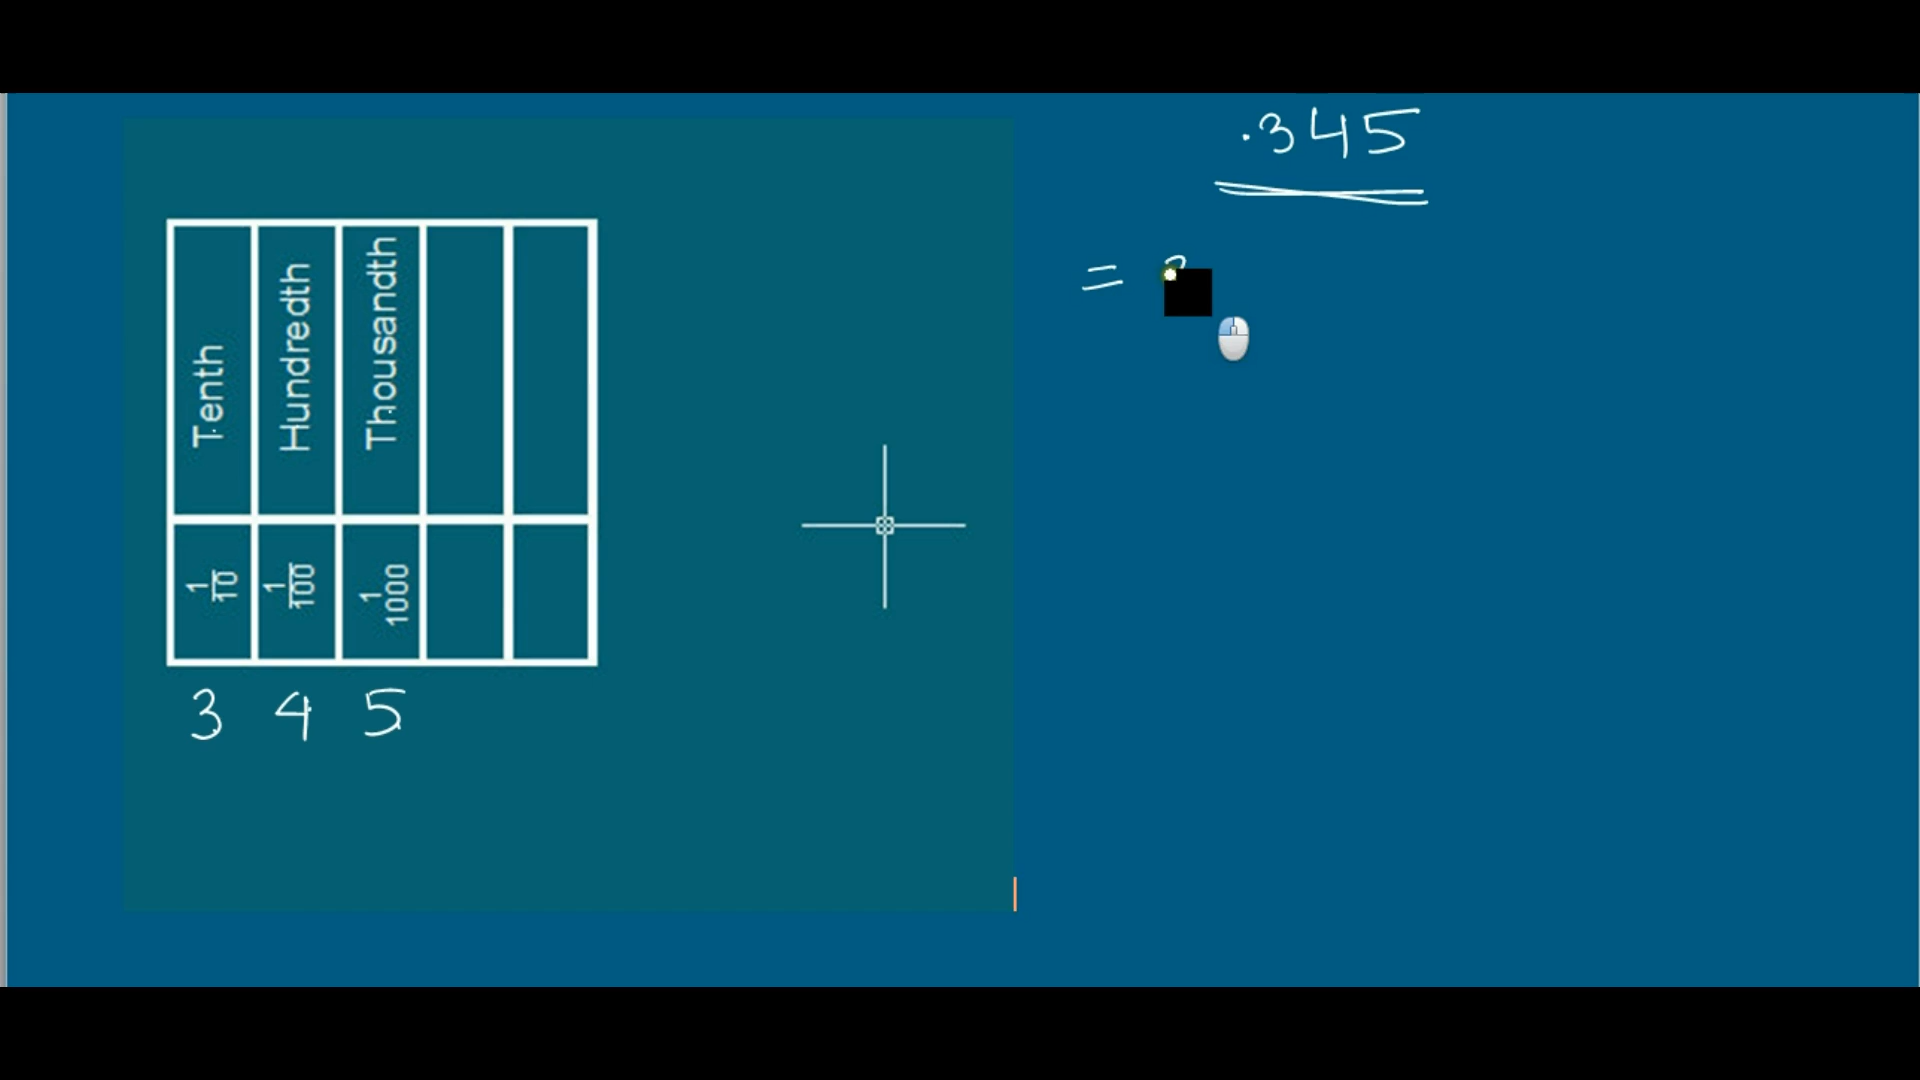 .345
=
Tenth Hundredth Thousandth
1/10 1/100 1/1000
3 4 5